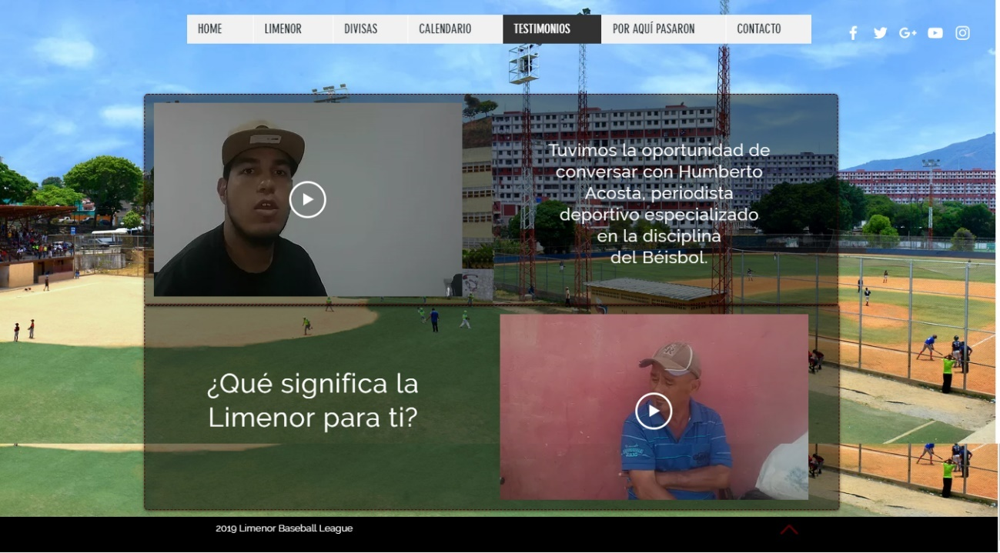 HOME
LIMENOR
DIVISAS
CALENDARIO
TESTIMONIOS
POR AQUÍ PASARON
CONTACTO
Tuvimos la oportunidad de
conversar con Humberto
Acosta, periodista
deportivo especializado
en la disciplina
del Béisbol.
¿Qué significa la
Limenor para ti?
2019 Limenor Baseball League